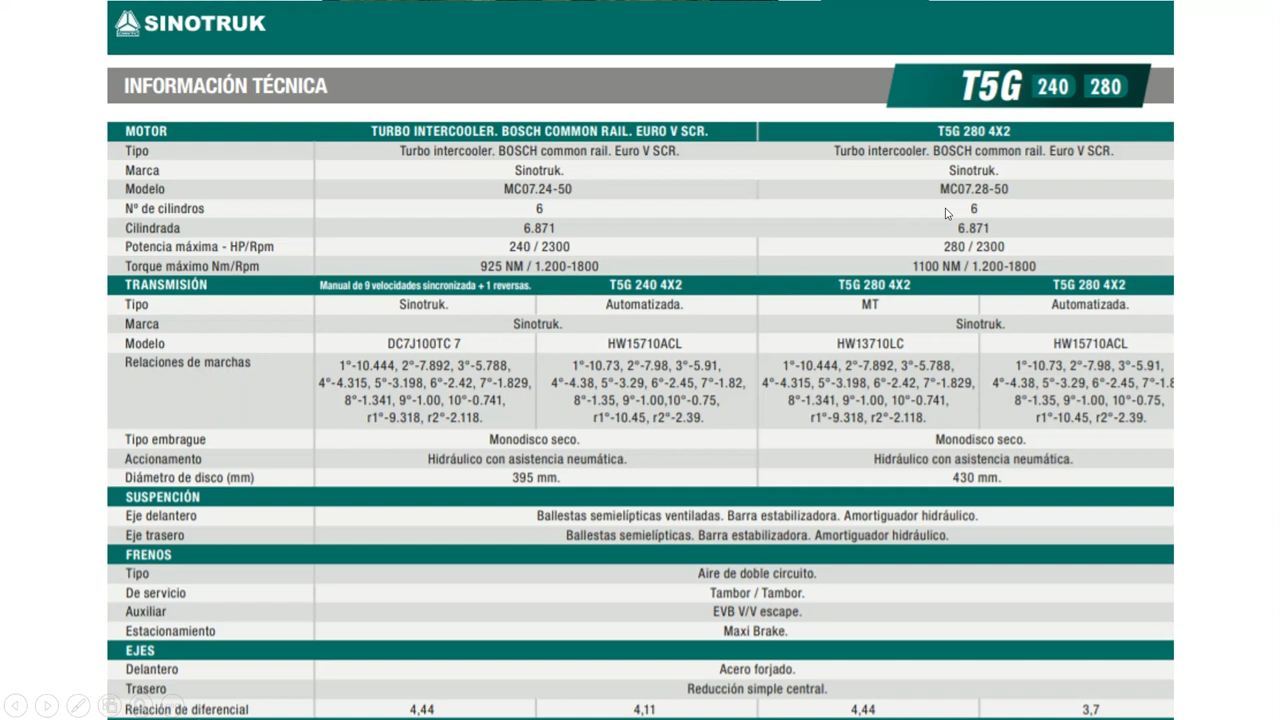 SINOTRUK
INFORMACIÓN TÉCNICA
T5G 240 280
MOTOR TURBO INTERCOOLER. BOSCH COMMON RAIL. EURO V SCR. T5G 280 4X2
Tipo Turbo intercooler. BOSCH common rail. Euro V SCR. Turbo intercooler. BOSCH common rail. Euro V SCR.
Marca Sinotruk. Sinotruk.
Modelo MC07.24-50 MC07.28-50
Nº de cilindros 6 6
Cilindrada 6.871 6.871
Potencia máxima - HP/Rpm 240 / 2300 280 / 2300
Torque máximo Nm/Rpm 925 NM / 1.200-1800 1100 NM / 1.200-1800
TRANSMISIÓN Manual de 9 velocidades sincronizada + 1 reversas. T5G 240 4X2 T5G 280 4X2 T5G 280 4X2
Tipo Sinotruk. Automatizada. MT Automatizada.
Marca Sinotruk. Sinotruk.
Modelo DC7J100TC 7 HW15710ACL HW13710LC HW15710ACL
Relaciones de marchas 1°-10.444, 2°-7.892, 3°-5.788, 1°-10.73, 2°-7.98, 3°-5.91, 1°-10.444, 2°-7.892, 3°-5.788, 1°-10.73, 2°-7.98, 3°-5.91,
4°-4.315, 5°-3.198, 6°-2.42, 7°-1.829, 4°-4.38, 5°-3.29, 6°-2.45, 7°-1.82, 4°-4.315, 5°-3.198, 6°-2.42, 7°-1.829, 4°-4.38, 5°-3.29, 6°-2.45, 7°-1.8
8°-1.341, 9°-1.00, 10°-0.741, 8°-1.35, 9°-1.00,10°-0.75, 8°-1.341, 9°-1.00, 10°-0.741, 8°-1.35, 9°-1.00, 10°-0.75,
r1°-9.318, r2°-2.118. r1°-10.45, r2°-2.39. r1°-9.318, r2°-2.118. r1°-10.45, r2°-2.39.
Tipo embrague Monodisco seco. Monodisco seco.
Accionamento Hidráulico con asistencia neumática. Hidráulico con asistencia neumática.
Diámetro de disco (mm) 395 mm. 430 mm.
SUSPENCIÓN
Eje delantero Ballestas semielípticas ventiladas. Barra estabilizadora. Amortiguador hidráulico.
Eje trasero Ballestas semielípticas. Barra estabilizadora. Amortiguador hidráulico.
FRENOS
Tipo Aire de doble circuito.
De servicio Tambor / Tambor.
Auxiliar EVB V/V escape.
Estacionamiento Maxi Brake.
EJES
Delantero Acero forjado.
Trasero Reducción simple central.
Relación de diferencial 4,44 4,11 4,44 3,7